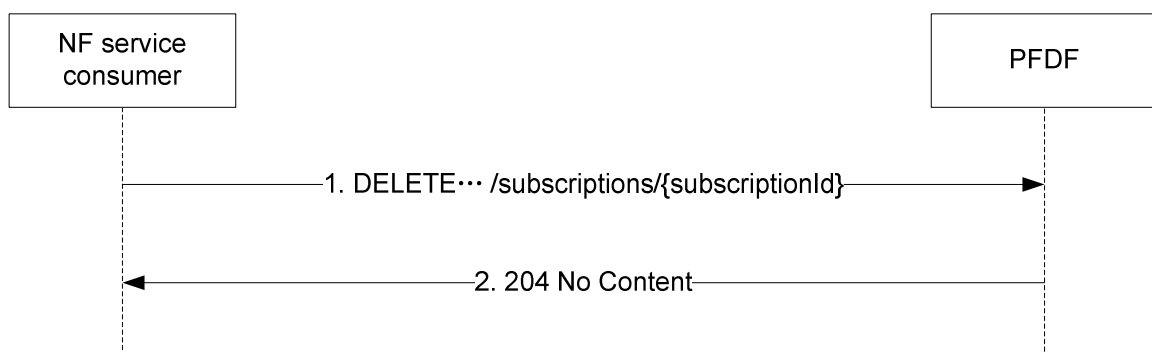 NF service
consumer
PFDF
1. DELETE··· /subscriptions/{subscriptionId}
2. 204 No Content